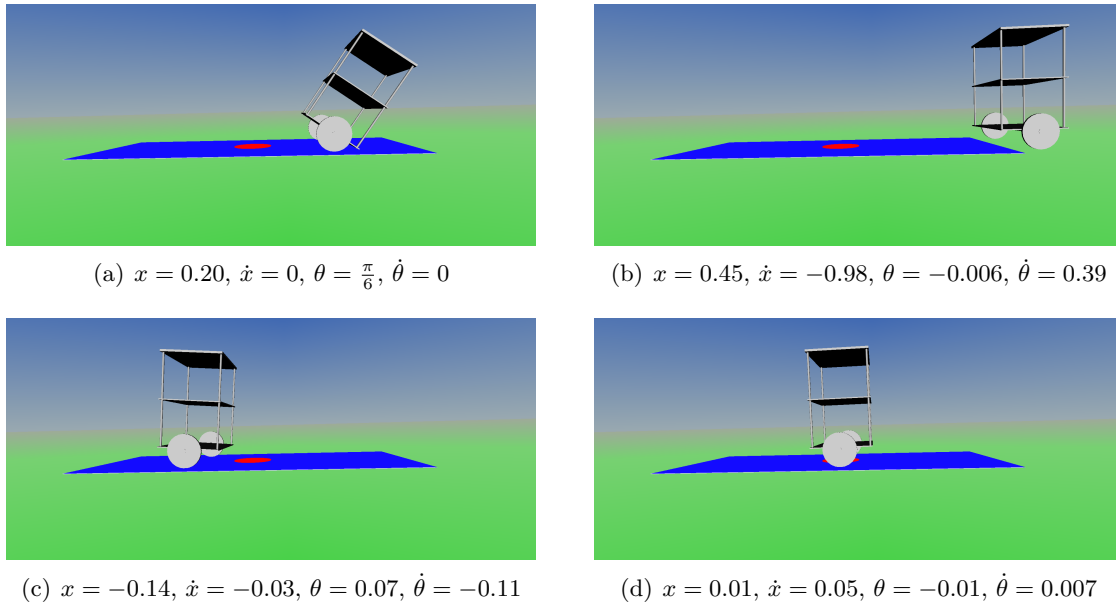 (a) x = 0.20, ẋ = 0, θ = π/6, θ̇ = 0
(b) x = 0.45, ẋ = −0.98, θ = −0.006, θ̇ = 0.39
(c) x = −0.14, ẋ = −0.03, θ = 0.07, θ̇ = −0.11
(d) x = 0.01, ẋ = 0.05, θ = −0.01, θ̇ = 0.007